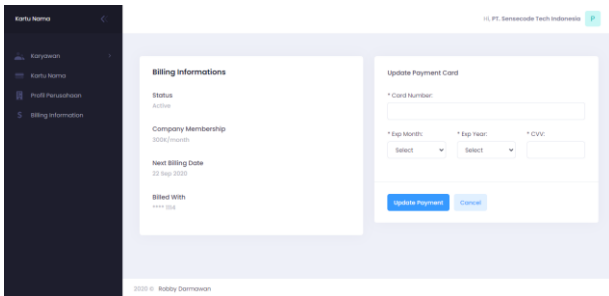 Kartu Nama
Hi, PT. Sensecode Tech Indonesia P
Karyawan
Kartu Nama
Profil Perusahaan
Billing Information
Billing Informations
Status
Active
Company Membership
300K/month
Next Billing Date
22 Sep 2020
Billed With
**** 1114
Update Payment Card
* Card Number:
* Exp Month: * Exp Year: * CVV:
Select Select
Update Payment Cancel
2020 © Robby Darmawan